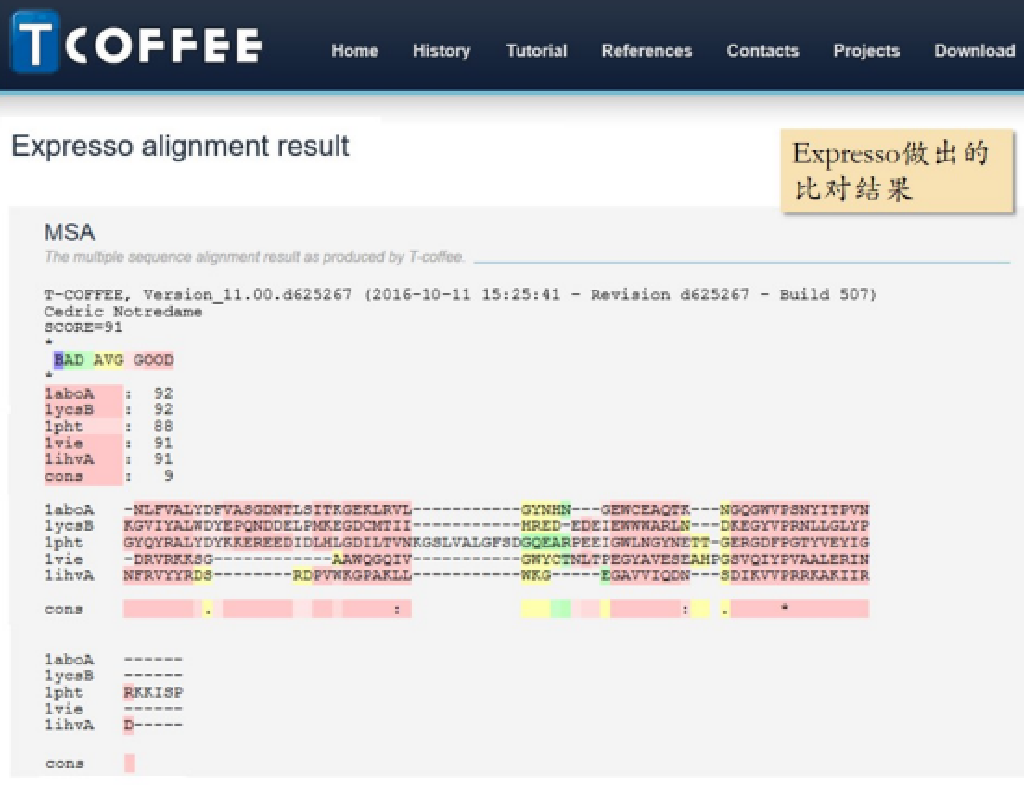 T COFFEE
Home History Tutorial References Contacts Projects Download
Expresso alignment result
Expresso做出的
比对结果
MSA
The multiple sequence alignment result as produced by T-coffee.
T-COFFEE, Version_11.00.d625267 (2016-10-11 15:25:41 - Revision d625267 - Build 507)
Cedric Notredame
SCORE=91
*
BAD AVG GOOD
*
1aboA : 92
1ycsB : 92
1pht : 88
1vie : 91
1ihvA : 91
cons : 9
1aboA -NLFVALYDFVASGDNTLSITKGEKLRVL-----------GYNHN---GEWCEAQTK---NGQGWVPSNYITPVN
1ycsB KGVIYALWDYEPQNDDELPMKEGDCMTII-----------HRED-EDEIEWWWARLN---DKEGYVPRNLLGLYP
1pht GYQYRALYDYKKEREEDIDLHLGDILTVNKGSLVALGFSDGQEARPEEIGWLNGYNETT-GERGDFPGTYVEYIG
1vie -DRVRKKSG------------AAWQGQIV-----------GWYCTNLTPEGYAVESEAHPGSVQIYPVAALERIN
1ihvA NFRVYYRDS--------RDPVWKGPAKLL-----------WKG-----EGAVVIQDN---SDIKVVPRRKAKIIR
cons . : : . *
1aboA ------
1ycsB ------
1pht RKKISP
1vie ------
1ihvA D-----
cons